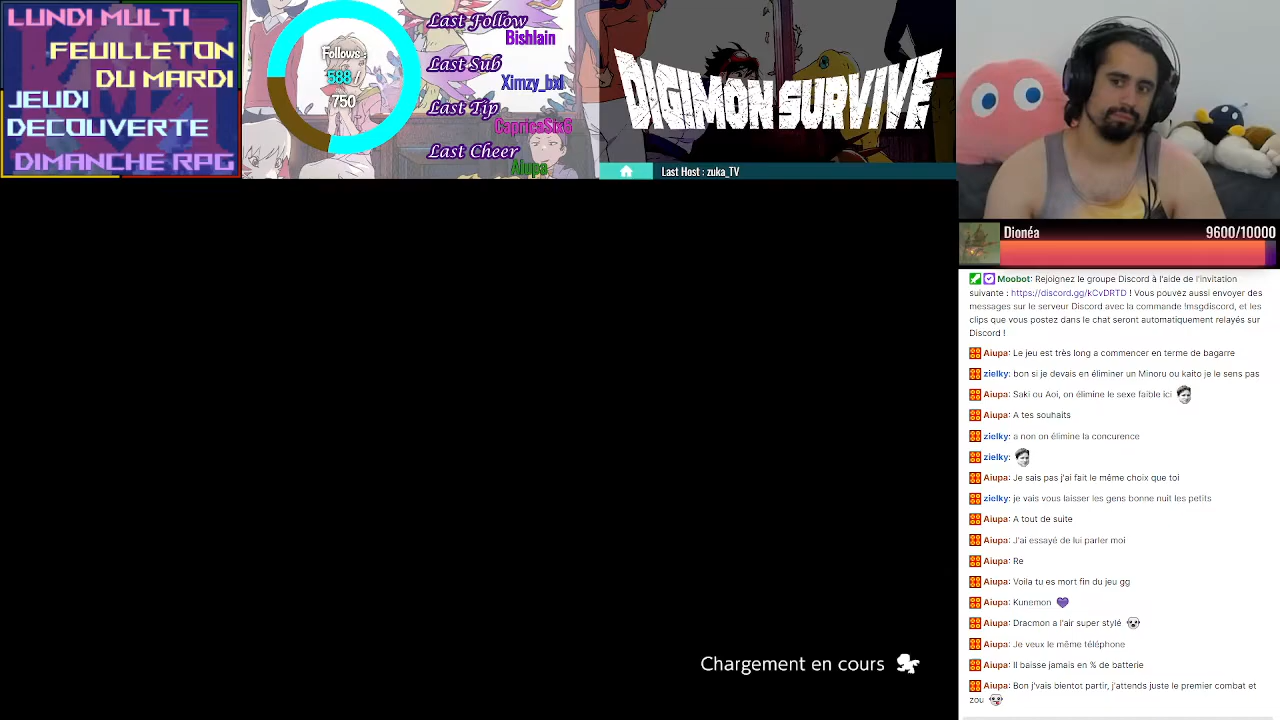 LUNDI MULTI
FEUILLETON
DU MARDI
JEUDI
DECOUVERTE
DIMANCHE RPG
Follows :
588 /
750
Last Follow
Bishlain
Last Sub
Ximzy_bxl
Last Tip
CapricaSix6
Last Cheer
Aiupa
DIGIMON SURVIVE
Last Host : zuka_TV
Dionéa 9600/10000
Moobot: Rejoignez le groupe Discord à l'aide de l'invitation
suivante : https://discord.gg/kCvDRTD ! Vous pouvez aussi envoyer des
messages sur le serveur Discord avec la commande !msgdiscord, et les
clips que vous postez dans le chat seront automatiquement relayés sur
Discord !
Aiupa: Le jeu est très long a commencer en terme de bagarre
zielky: bon si je devais en éliminer un Minoru ou kaito je le sens pas
Aiupa: Saki ou Aoi, on élimine le sexe faible ici
Aiupa: A tes souhaits
zielky: a non on élimine la concurence
zielky:
Aiupa: Je sais pas j'ai fait le même choix que toi
zielky: je vais vous laisser les gens bonne nuit les petits
Aiupa: A tout de suite
Aiupa: J'ai essayé de lui parler moi
Aiupa: Re
Aiupa: Voila tu es mort fin du jeu gg
Aiupa: Kunemon
Aiupa: Dracmon a l'air super stylé
Aiupa: Je veux le même téléphone
Aiupa: Il baisse jamais en % de batterie
Aiupa: Bon j'vais bientot partir, j'attends juste le premier combat et
zou
Chargement en cours